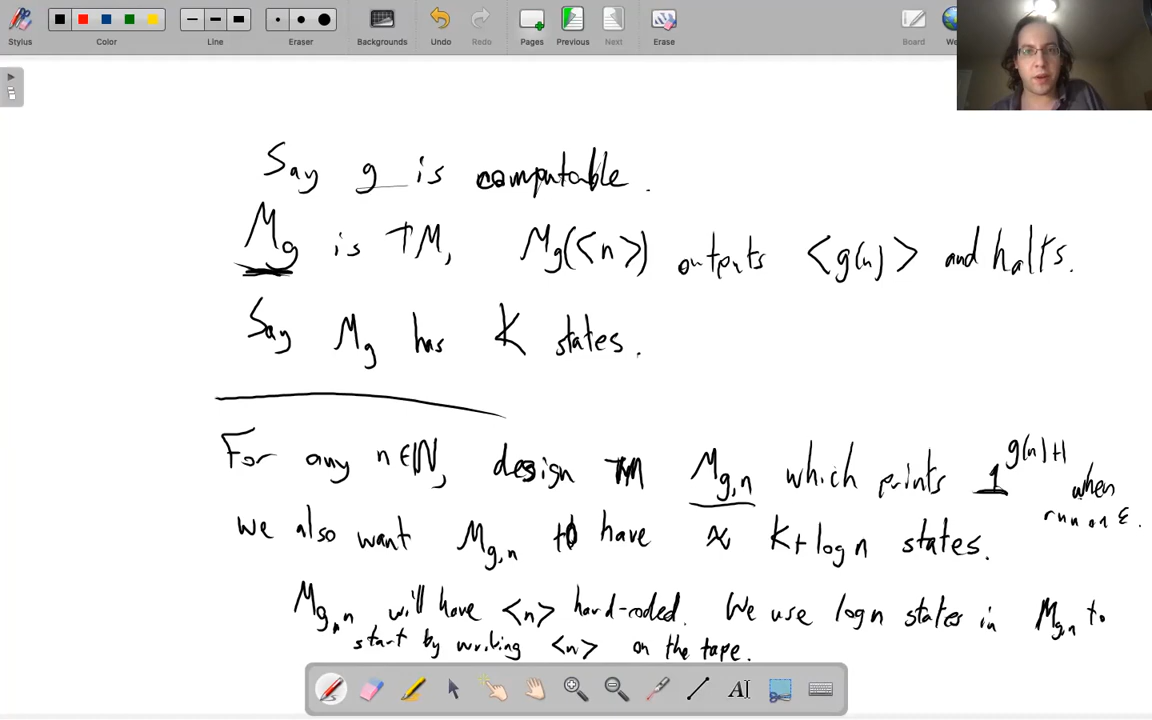 Stylus Color Line Eraser Backgrounds Undo Redo Pages Previous Next Erase Board
Say g is computable.
Mg is TM, Mg(<n>) outputs <g(n)> and halts.
Say Mg has K states.
For any n∈ℕ, design TM Mg,n which prints 1^g(n)+1 when
run on ε.
We also want Mg,n to have ≈ K+logn states.
Mg,n will have <n> hard-coded. We use logn states in Mg,n to
start by writing <n> on the tape.